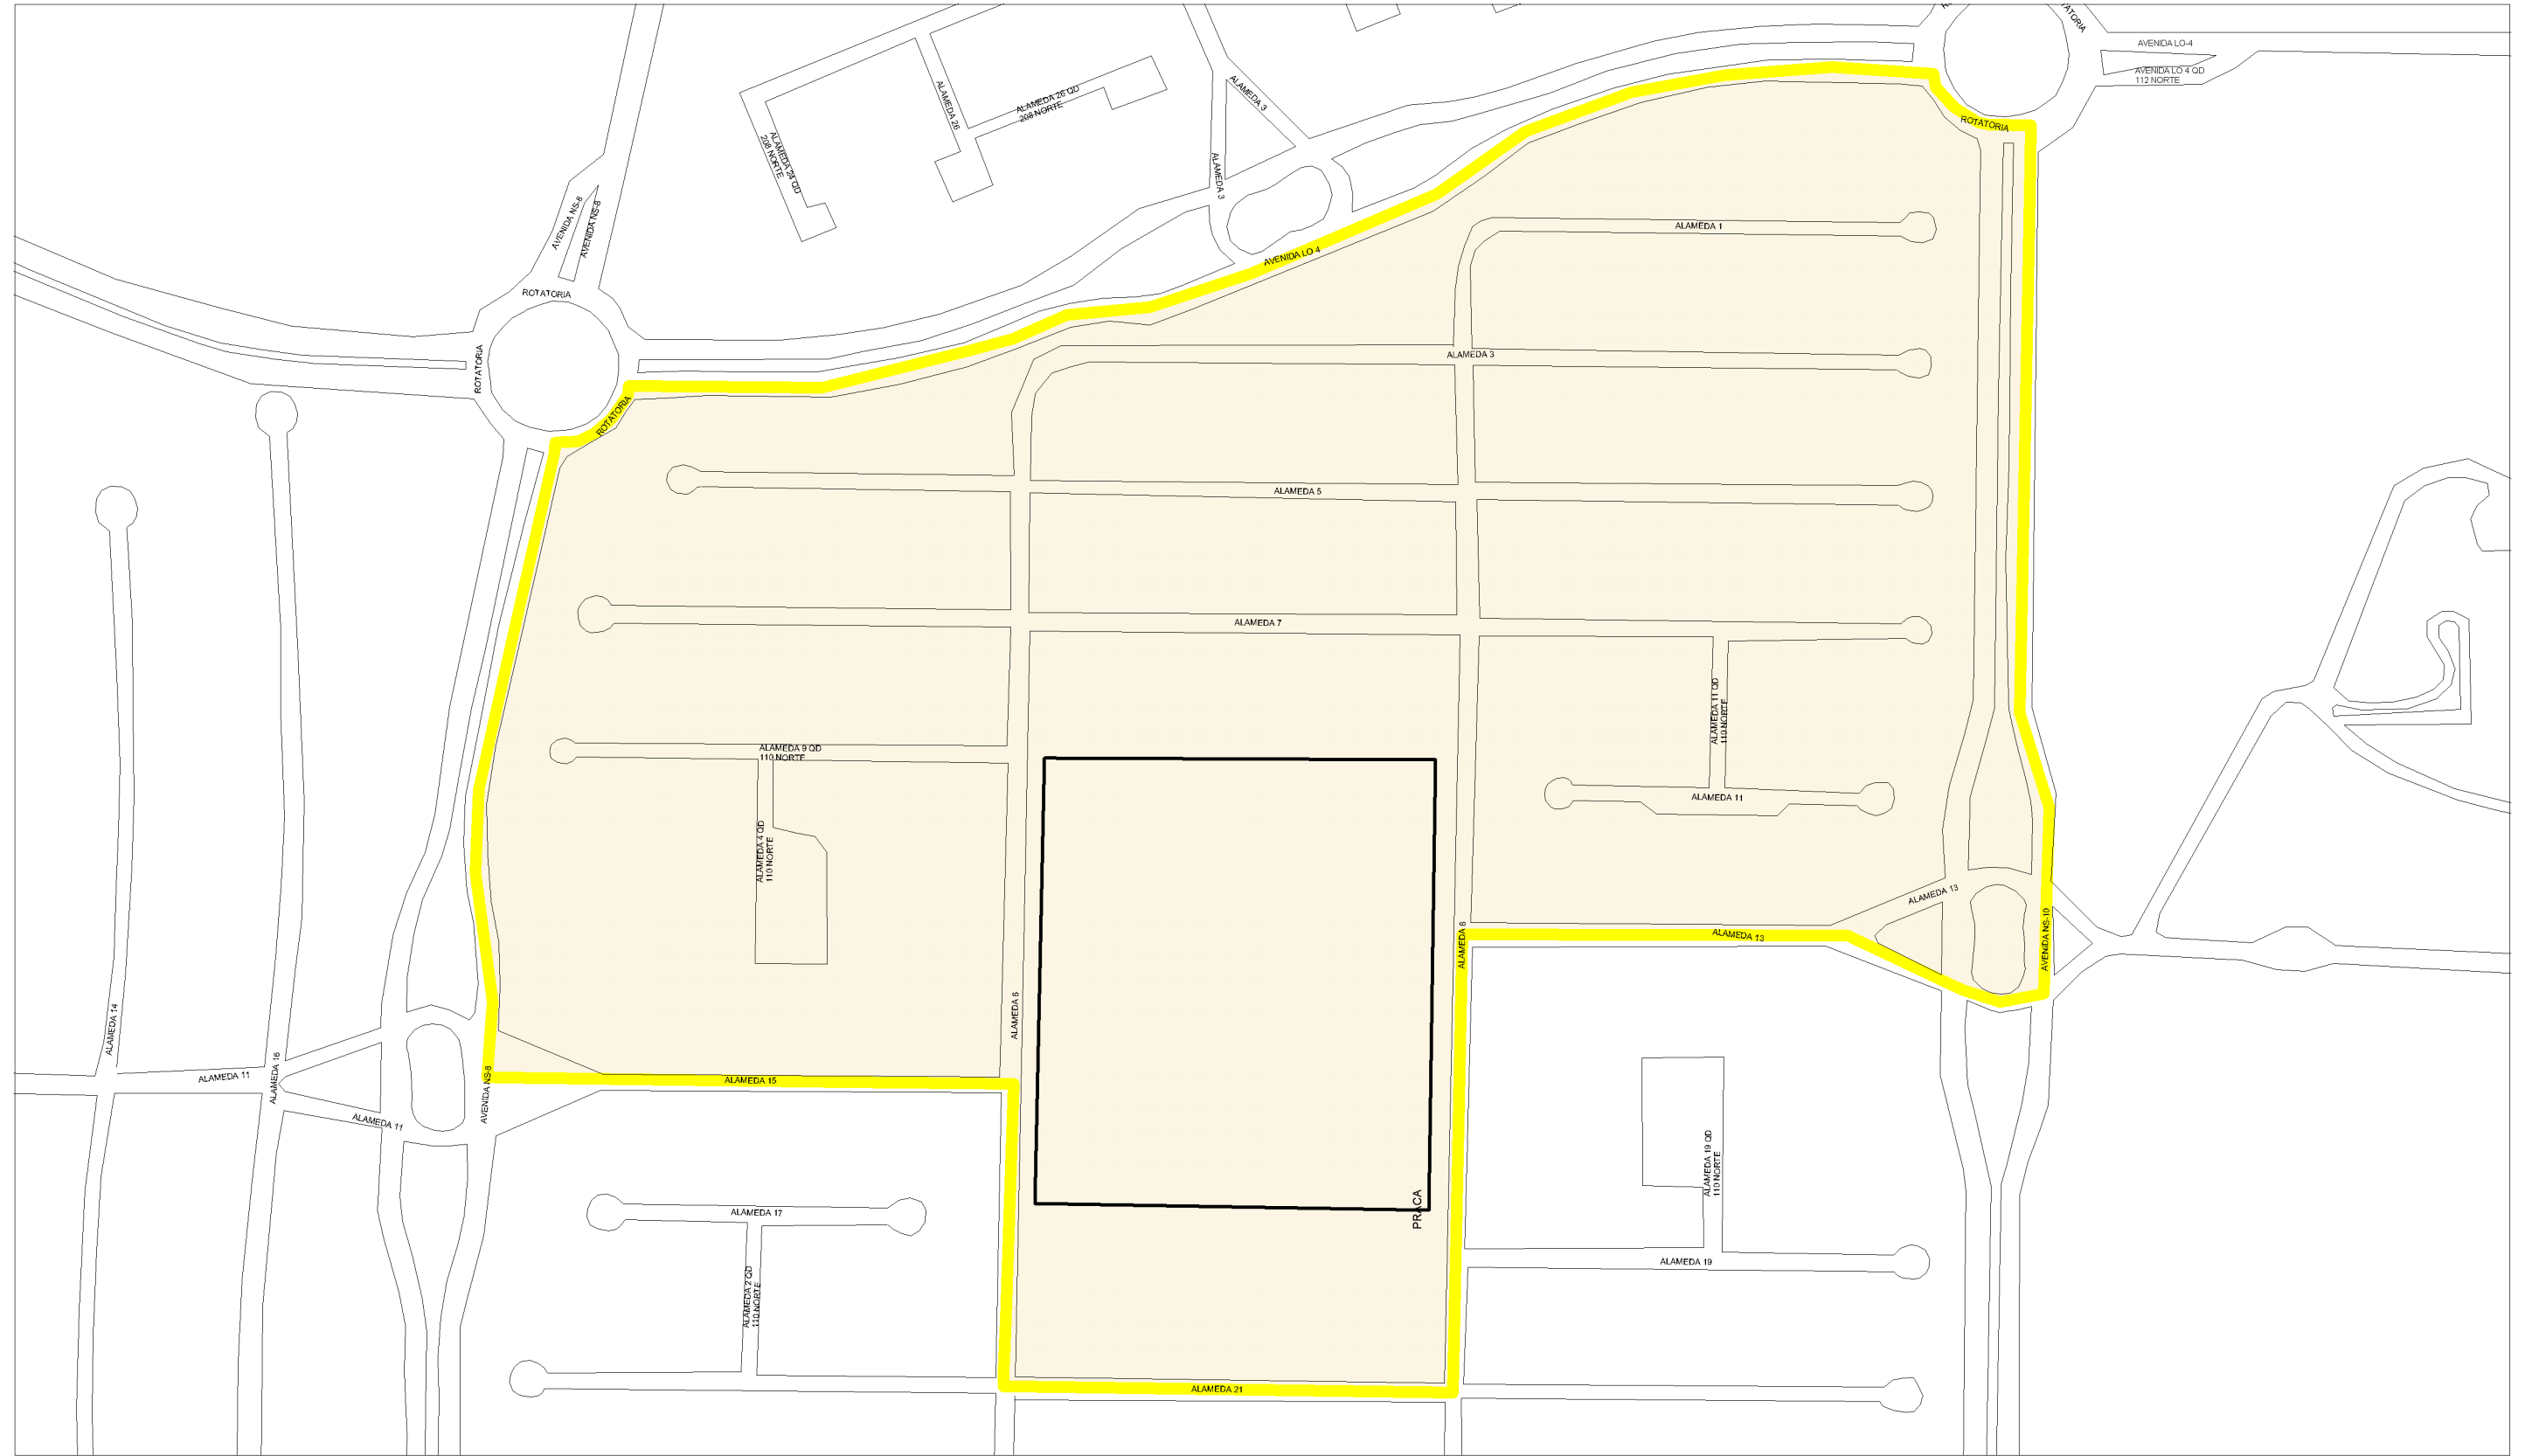 ROTATORIA
AVENIDA LO-4
AVENIDA LO 4 QD
112 NORTE
ALAMEDA 3
ALAMEDA 26
ALAMEDA 26 QD
208 NORTE
ALAMEDA 24 QD
208 NORTE
ROTATORIA
ALAMEDA 3
AVENIDA NS-8
AVENIDA NS-8
ALAMEDA 1
AVENIDA LO 4
ROTATORIA
ROTATORIA
ALAMEDA 3
ROTATORIA
ALAMEDA 5
ALAMEDA 7
ALAMEDA 11 QD
110 NORTE
ALAMEDA 9 QD
110 NORTE
ALAMEDA 11
ALAMEDA 4 QD
110 NORTE
ALAMEDA 13
ALAMEDA 13
ALAMEDA 8
AVENIDA NS-10
ALAMEDA 6
ALAMEDA 14
ALAMEDA 11
ALAMEDA 16
AVENIDA NS-8
ALAMEDA 15
ALAMEDA 11
ALAMEDA 19 QD
110 NORTE
PRACA
ALAMEDA 17
ALAMEDA 19
ALAMEDA 2 QD
110 NORTE
ALAMEDA 21